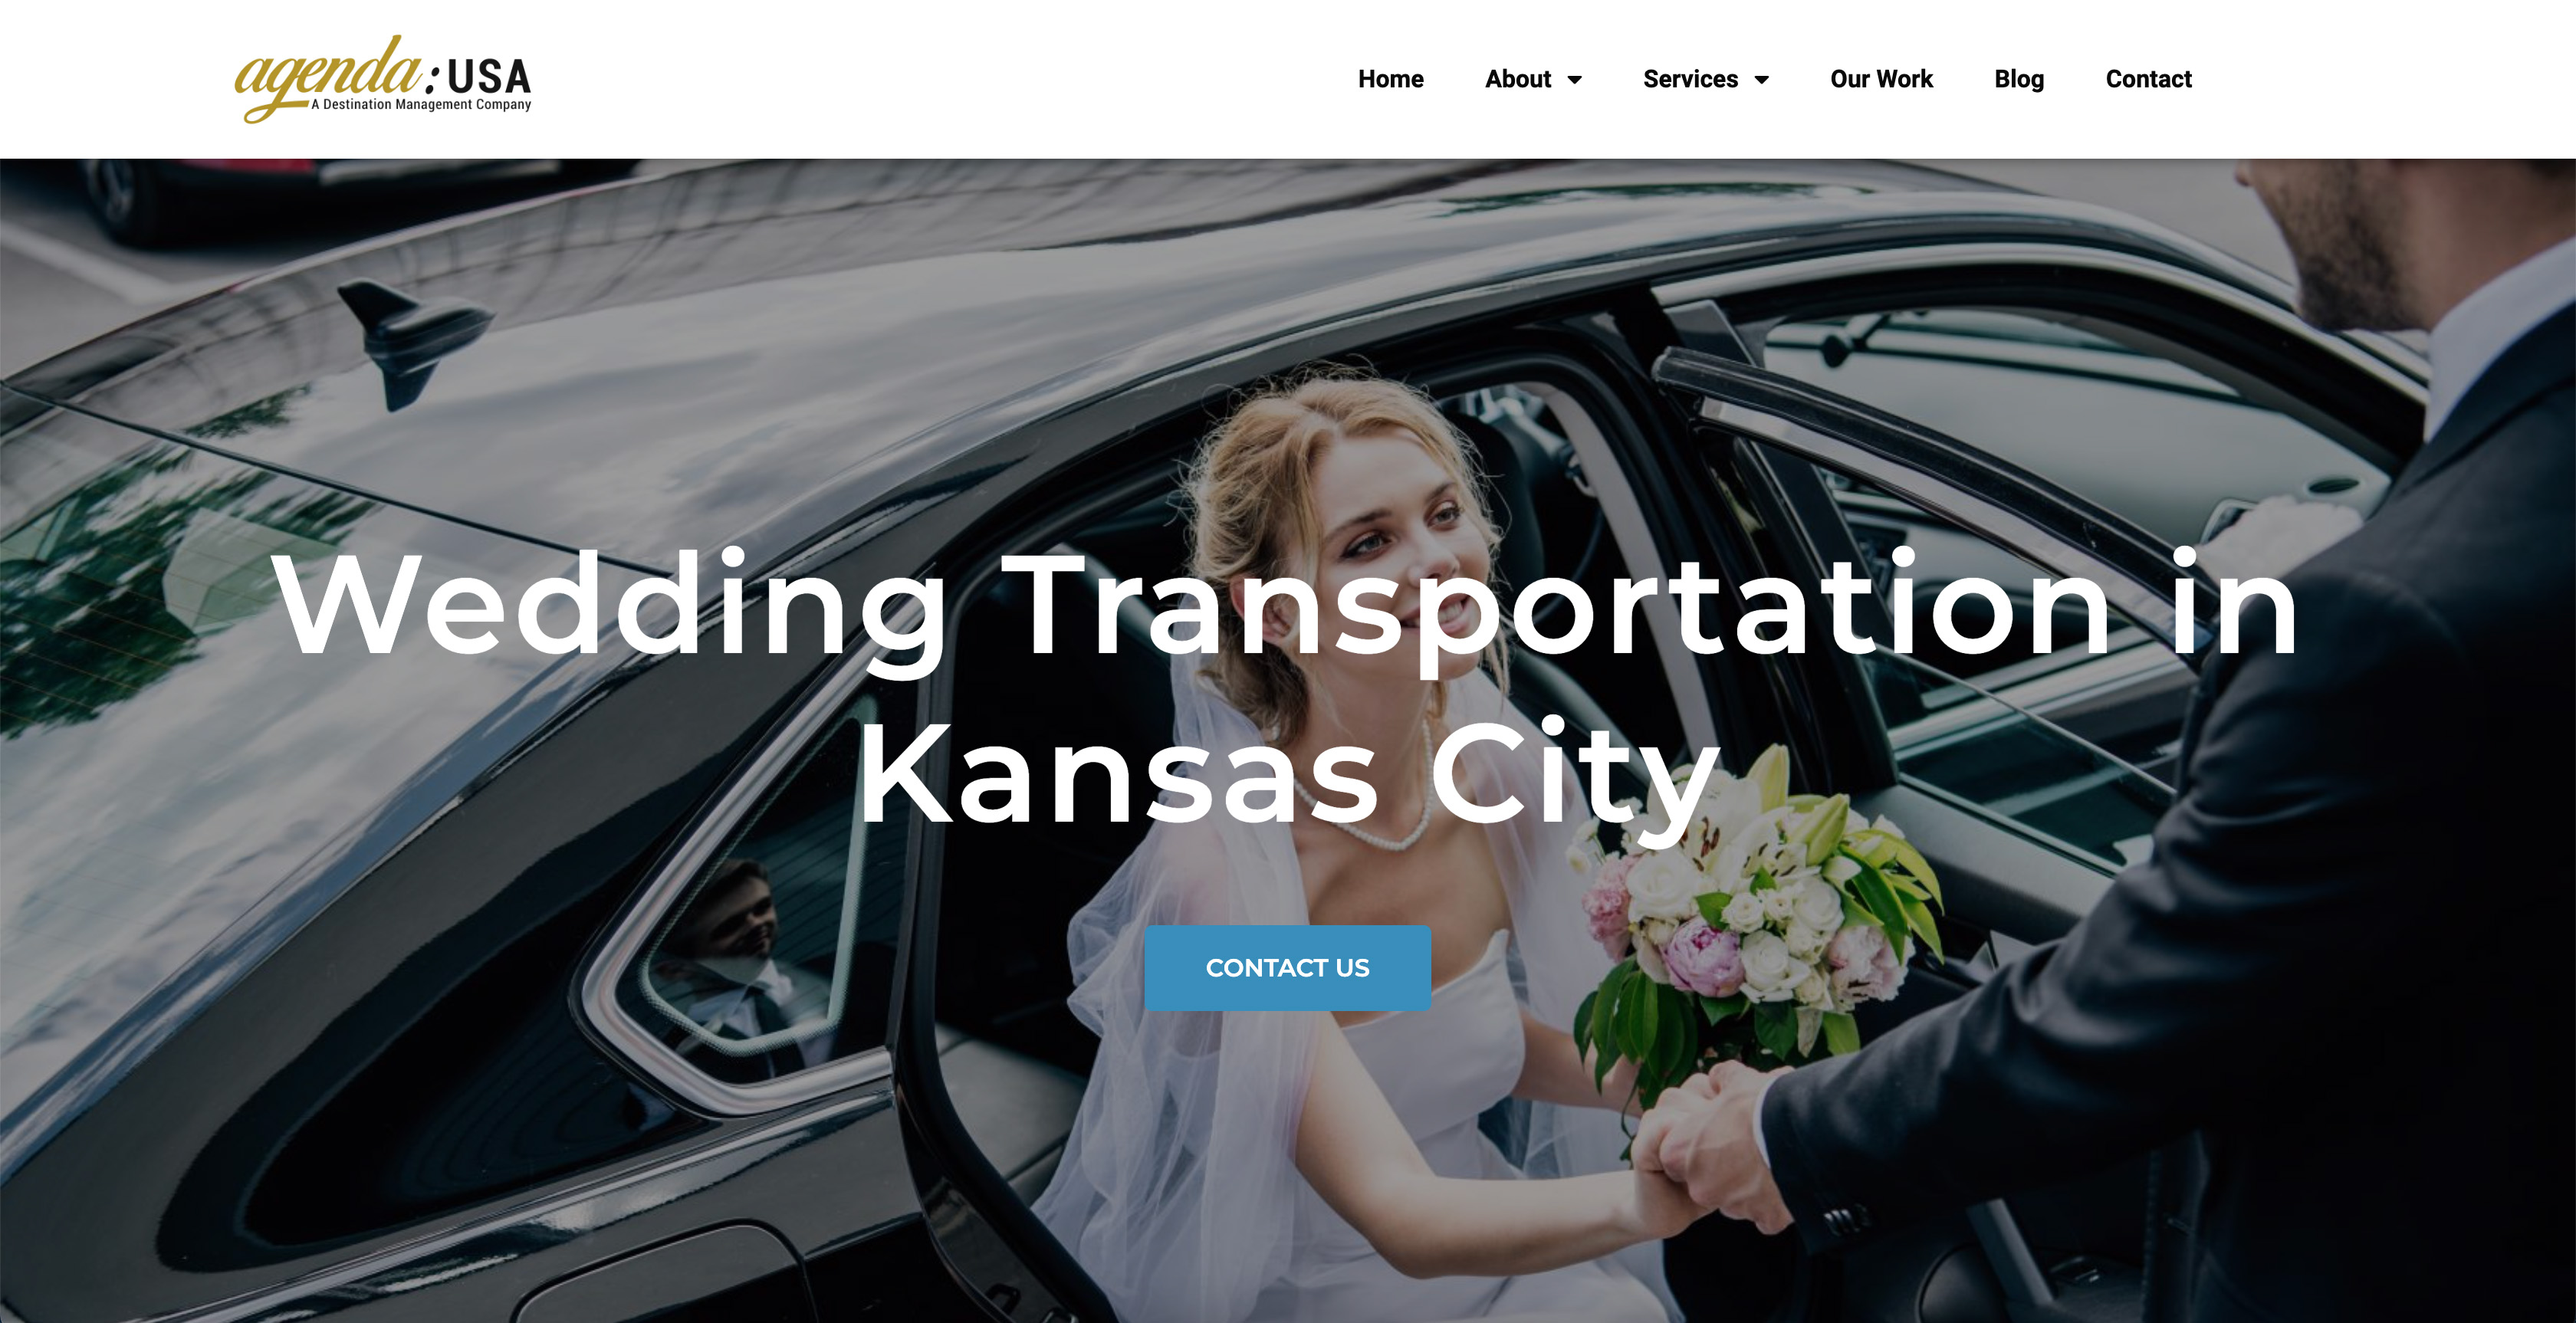 agenda:USA
A Destination Management Company
Home About Services Our Work Blog Contact
Wedding Transportation in
Kansas City
CONTACT US